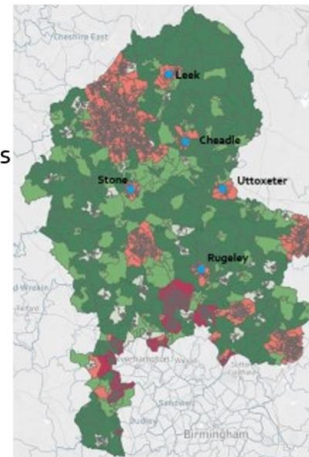 Cheshire East
Leek
Cheadle
s
Stone
Uttoxeter
Rugeley
Dudley
Birmingham